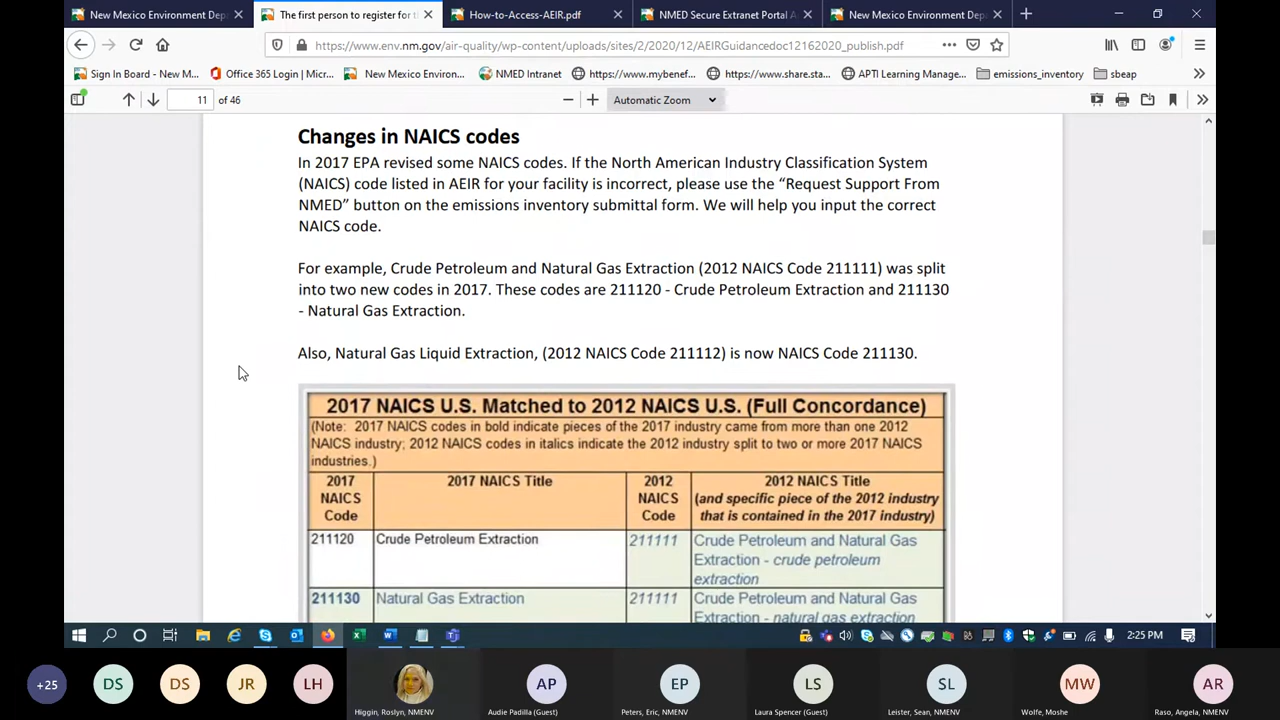 New Mexico Environment Dep
The first person to register for t
How-to-Access-AEIR.pdf
NMED Secure Extranet Portal A
New Mexico Environment Dep
https://www.env.nm.gov/air-quality/wp-content/uploads/sites/2/2020/12/AEIRGuidancedoc12162020_publish.pdf
Sign In Board - New M...
Office 365 Login | Micr...
New Mexico Environ...
NMED Intranet
https://www.mybenef...
https://www.share.sta...
APTI Learning Manage...
emissions_inventory
sbeap
11 of 46
Automatic Zoom
Changes in NAICS codes
In 2017 EPA revised some NAICS codes. If the North American Industry Classification System
(NAICS) code listed in AEIR for your facility is incorrect, please use the “Request Support From
NMED” button on the emissions inventory submittal form. We will help you input the correct
NAICS code.
For example, Crude Petroleum and Natural Gas Extraction (2012 NAICS Code 211111) was split
into two new codes in 2017. These codes are 211120 - Crude Petroleum Extraction and 211130
- Natural Gas Extraction.
Also, Natural Gas Liquid Extraction, (2012 NAICS Code 211112) is now NAICS Code 211130.
2017 NAICS U.S. Matched to 2012 NAICS U.S. (Full Concordance)
(Note: 2017 NAICS codes in bold indicate pieces of the 2017 industry came from more than one 2012
NAICS industry; 2012 NAICS codes in italics indicate the 2012 industry split to two or more 2017 NAICS
industries.)
2017
NAICS
Code
2017 NAICS Title
2012
NAICS
Code
2012 NAICS Title
(and specific piece of the 2012 industry
that is contained in the 2017 industry)
211120
Crude Petroleum Extraction
211111
Crude Petroleum and Natural Gas
Extraction - crude petroleum
extraction
211130
Natural Gas Extraction
211111
Crude Petroleum and Natural Gas
Extraction - natural gas extraction
2:25 PM
+25
DS
DS
JR
LH
AP
EP
LS
SL
MW
AR
Higgin, Roslyn, NMENV
Audie Padilla (Guest)
Peters, Eric, NMENV
Laura Spencer (Guest)
Leister, Sean, NMENV
Wolfe, Moshe
Raso, Angela, NMENV